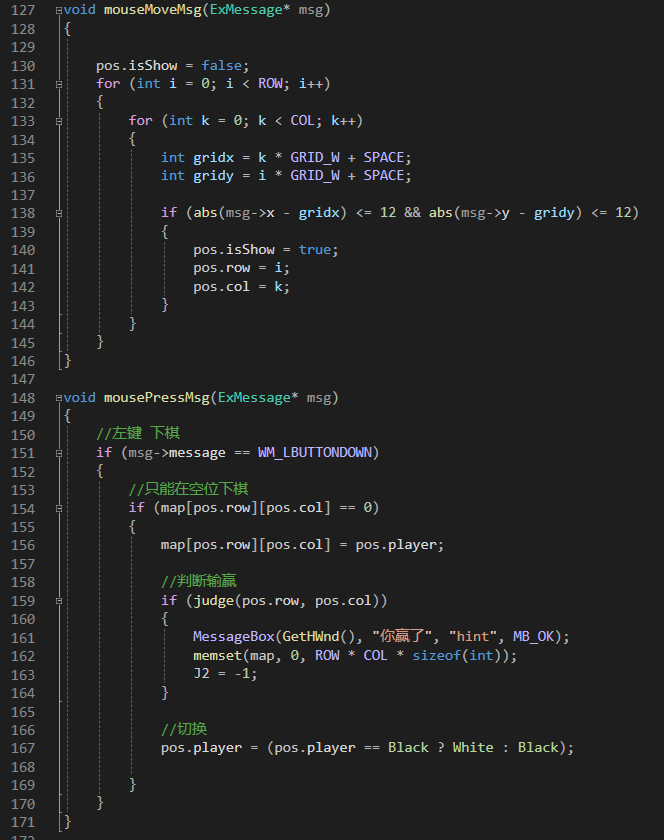 127 void mouseMoveMsg(ExMessage* msg)
128 {
129
130 pos.isShow = false;
131 for (int i = 0; i < ROW; i++)
132 {
133 for (int k = 0; k < COL; k++)
134 {
135 int gridx = k * GRID_W + SPACE;
136 int gridy = i * GRID_W + SPACE;
137
138 if (abs(msg->x - gridx) <= 12 && abs(msg->y - gridy) <= 12)
139 {
140 pos.isShow = true;
141 pos.row = i;
142 pos.col = k;
143 }
144 }
145 }
146 }
147
148 void mousePressMsg(ExMessage* msg)
149 {
150 //左键 下棋
151 if (msg->message == WM_LBUTTONDOWN)
152 {
153 //只能在空位下棋
154 if (map[pos.row][pos.col] == 0)
155 {
156 map[pos.row][pos.col] = pos.player;
157
158 //判断输赢
159 if (judge(pos.row, pos.col))
160 {
161 MessageBox(GetHWnd(), "你赢了", "hint", MB_OK);
162 memset(map, 0, ROW * COL * sizeof(int));
163 J2 = -1;
164 }
165
166 //切换
167 pos.player = (pos.player == Black ? White : Black);
168
169 }
170 }
171 }